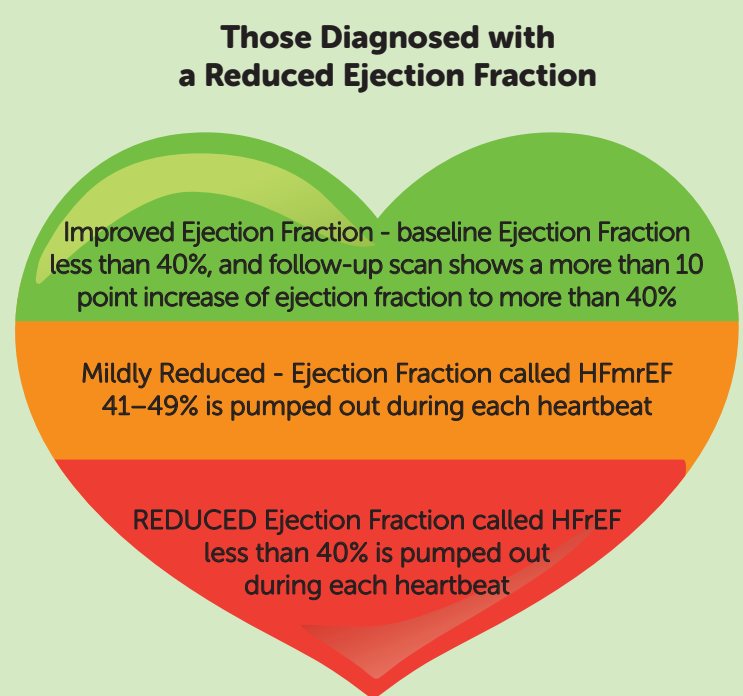 Those Diagnosed with
a Reduced Ejection Fraction
Improved Ejection Fraction - baseline Ejection Fraction
less than 40%, and follow-up scan shows a more than 10
point increase of ejection fraction to more than 40%
Mildly Reduced - Ejection Fraction called HFmrEF
41–49% is pumped out during each heartbeat
REDUCED Ejection Fraction called HFrEF
less than 40% is pumped out
during each heartbeat